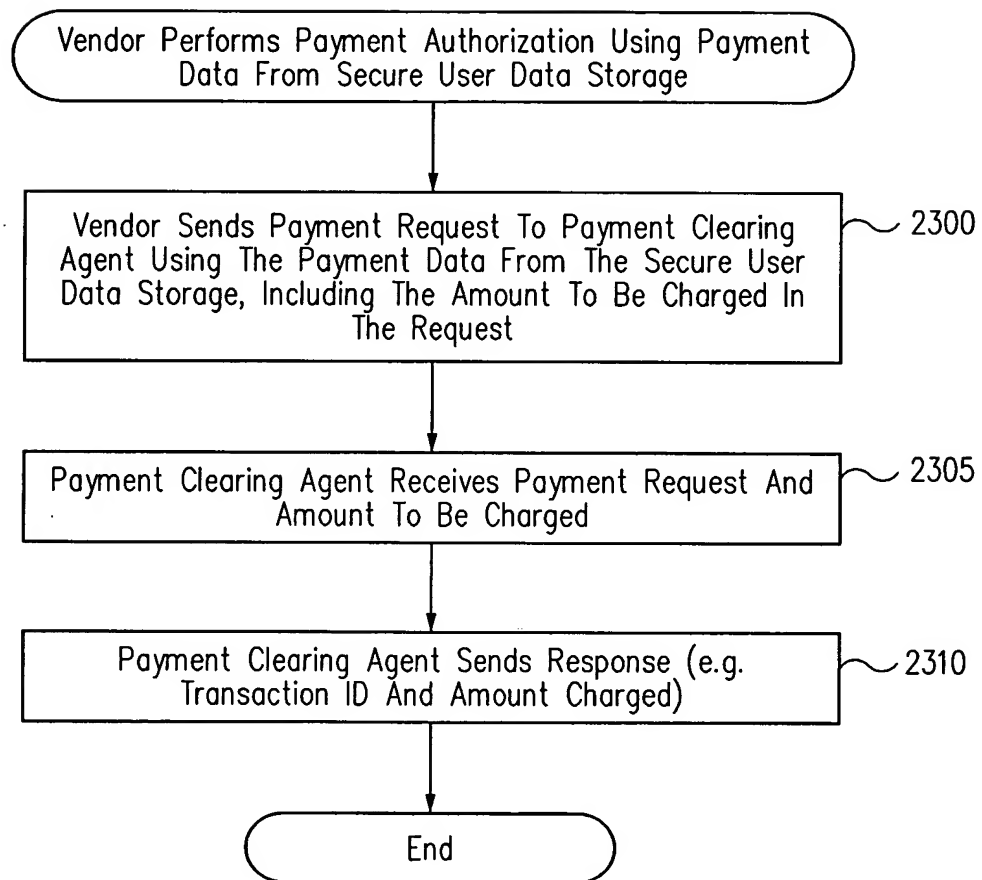 Vendor Performs Payment Authorization Using Payment
Data From Secure User Data Storage
Vendor Sends Payment Request To Payment Clearing
Agent Using The Payment Data From The Secure User
Data Storage, Including The Amount To Be Charged In
The Request
2300
Payment Clearing Agent Receives Payment Request And
Amount To Be Charged
2305
Payment Clearing Agent Sends Response (e.g.
Transaction ID And Amount Charged)
2310
End